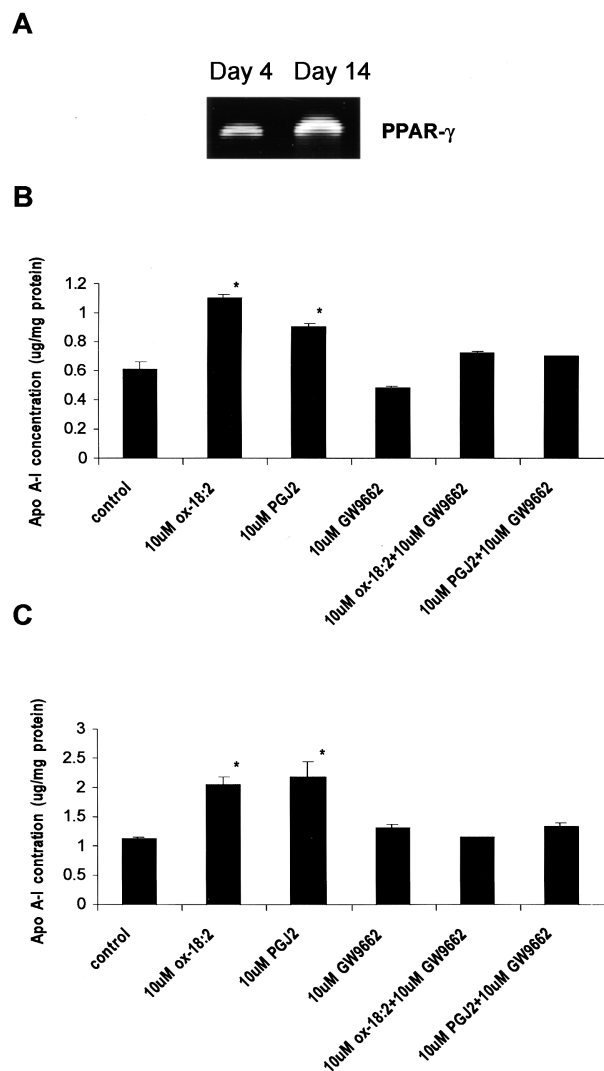 A
Day 4 Day 14
PPAR-γ
B
Apo A-I concentration (ug/mg protein)
1.2
1
0.8
0.6
0.4
0.2
0
*
*
control
10uM ox-18:2
10uM PGJ2
10uM GW9662
10uM ox-18:2+10uM GW9662
10uM PGJ2+10uM GW9662
C
Apo A-I contration (ug/mg protein)
3
2.5
2
1.5
1
0.5
0
*
*
control
10uM ox-18:2
10uM PGJ2
10uM GW9662
10uM ox-18:2+10uM GW9662
10uM PGJ2+10uM GW9662